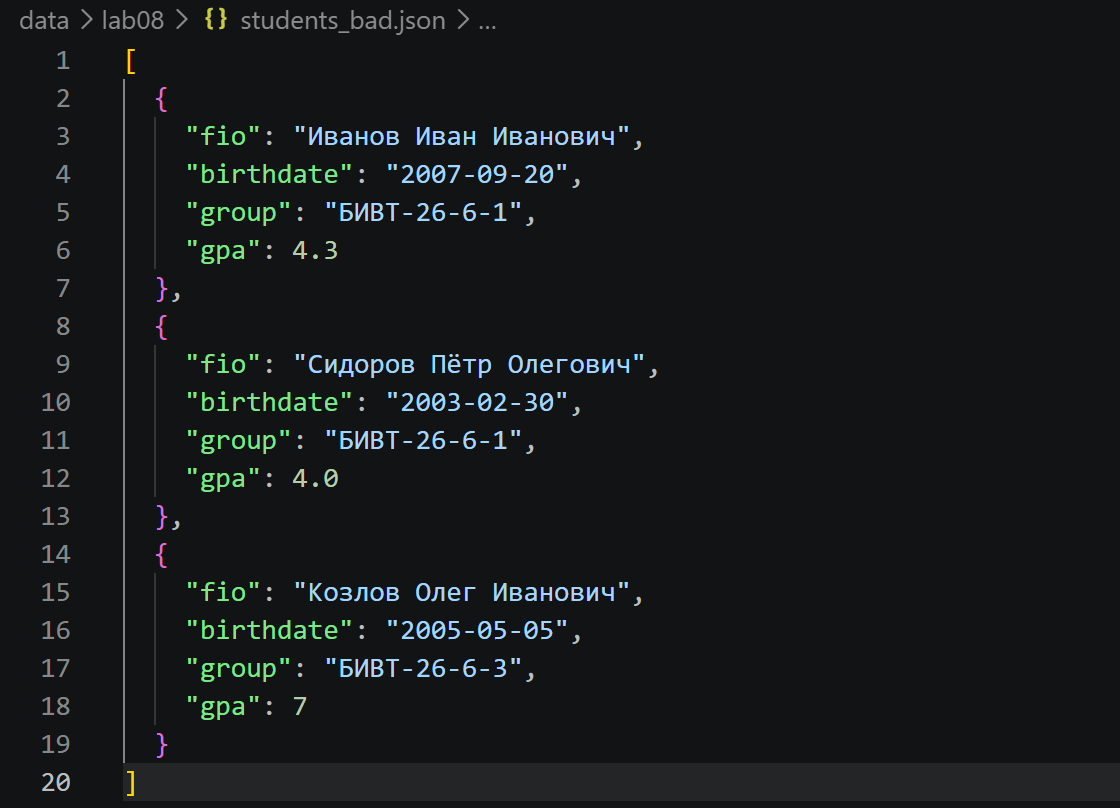 data > lab08 > {} students_bad.json > ...
1 [
2 {
3 "fio": "Иванов Иван Иванович",
4 "birthdate": "2007-09-20",
5 "group": "БИВТ-26-6-1",
6 "gpa": 4.3
7 },
8 {
9 "fio": "Сидоров Пётр Олегович",
10 "birthdate": "2003-02-30",
11 "group": "БИВТ-26-6-1",
12 "gpa": 4.0
13 },
14 {
15 "fio": "Козлов Олег Иванович",
16 "birthdate": "2005-05-05",
17 "group": "БИВТ-26-6-3",
18 "gpa": 7
19 }
20 ]